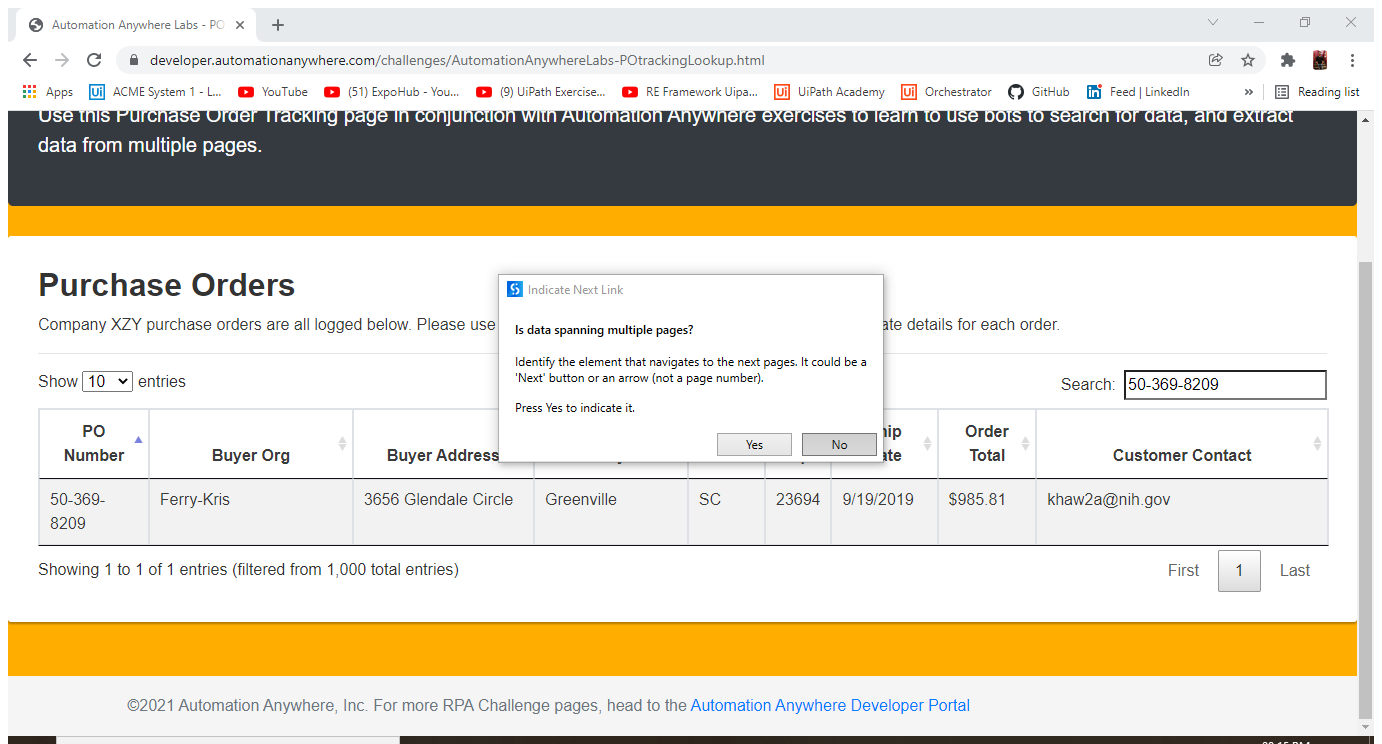 Automation Anywhere Labs - PO
developer.automationanywhere.com/challenges/AutomationAnywhereLabs-POtrackingLookup.html
Apps
Ui
ACME System 1 - L...
YouTube
(51) ExpoHub - You...
(9) UiPath Exercise...
RE Framework Uipa...
Ui
UiPath Academy
Ui
Orchestrator
GitHub
in
Feed | LinkedIn
»
Reading list
Use this Purchase Order Tracking page in conjunction with Automation Anywhere exercises to learn to use bots to search for data, and extract
data from multiple pages.
Purchase Orders
Company XZY purchase orders are all logged below. Please use
ate details for each order.
Indicate Next Link
Is data spanning multiple pages?
Identify the element that navigates to the next pages. It could be a
'Next' button or an arrow (not a page number).
Press Yes to indicate it.
Yes
No
Show 10 entries
Search: 50-369-8209
PO
Number
Buyer Org
Buyer Address
hip
ate
Order
Total
Customer Contact
50-369-
8209
Ferry-Kris
3656 Glendale Circle
Greenville
SC
23694
9/19/2019
$985.81
khaw2a@nih.gov
Showing 1 to 1 of 1 entries (filtered from 1,000 total entries)
First
1
Last
©2021 Automation Anywhere, Inc. For more RPA Challenge pages, head to the Automation Anywhere Developer Portal